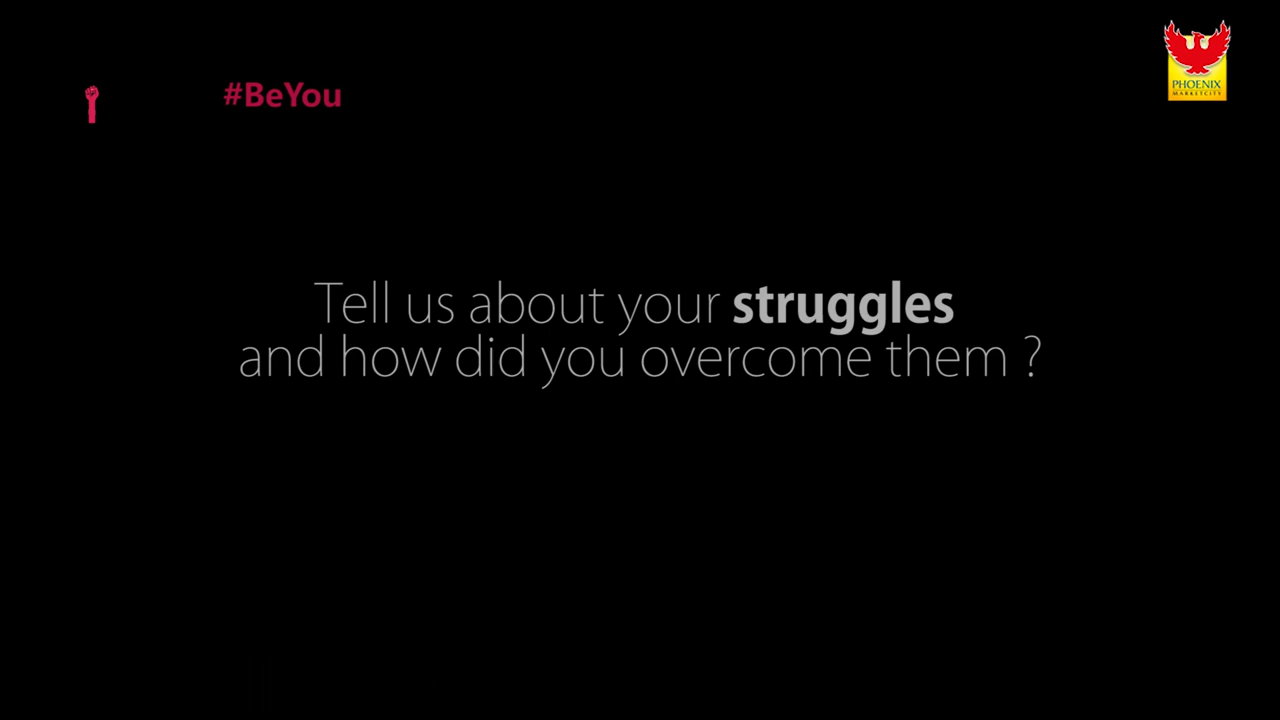 #BeYou
PHOENIX
MARKETCITY
Tell us about your struggles
and how did you overcome them ?